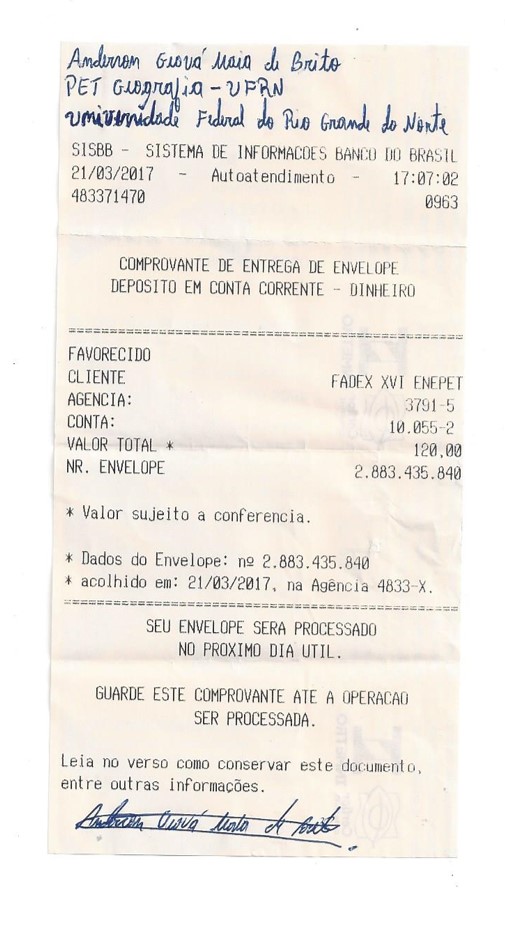 Anderson Giová Maia de Brito
PET Geografia - UFRN
Universidade Federal do Rio Grande do Norte
SISBB - SISTEMA DE INFORMACOES BANCO DO BRASIL
21/03/2017 - Autoatendimento - 17:07:02
483371470 0963
COMPROVANTE DE ENTREGA DE ENVELOPE
DEPOSITO EM CONTA CORRENTE - DINHEIRO
================================================
FAVORECIDO
CLIENTE FADEX XVI ENEPET
AGENCIA: 3791-5
CONTA: 10.055-2
VALOR TOTAL * 120,00
NR. ENVELOPE 2.883.435.840
* Valor sujeito a conferencia.
* Dados do Envelope: nº 2.883.435.840
* acolhido em: 21/03/2017, na Agência 4833-X.
================================================
SEU ENVELOPE SERA PROCESSADO
NO PROXIMO DIA UTIL.
GUARDE ESTE COMPROVANTE ATE A OPERACAO
SER PROCESSADA.
Leia no verso como conservar este documento,
entre outras informações.
Anderson Giová Maia de Brito